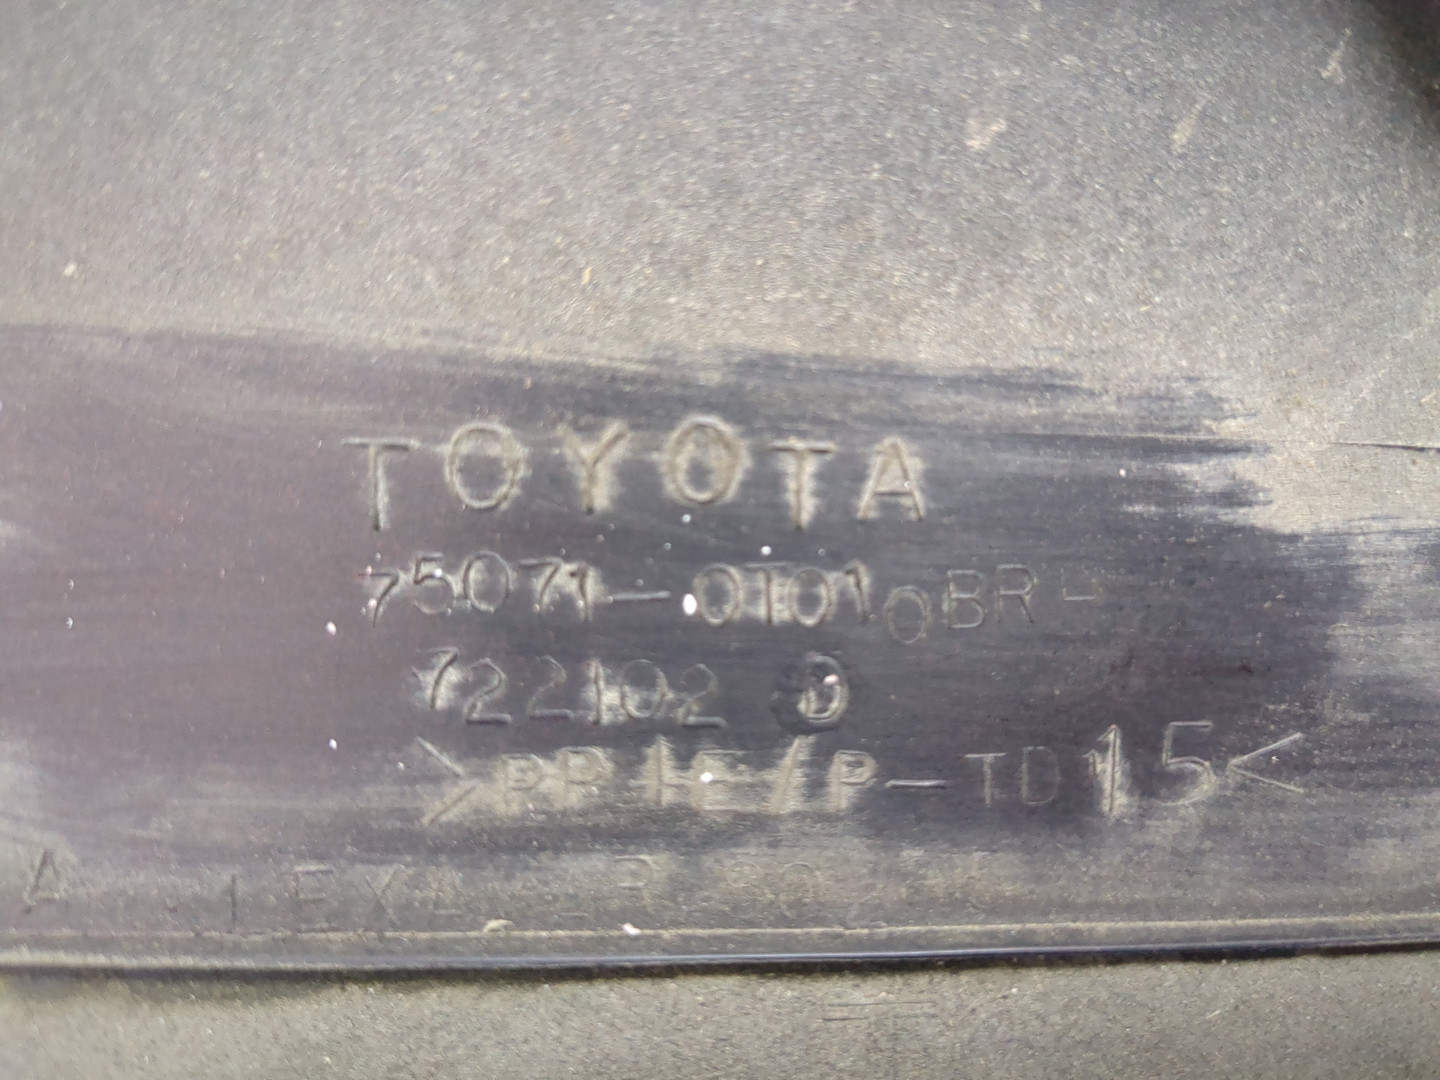 TOYOTA
75071-0T010BR-
722102 D
>PP+E/P-TD15<